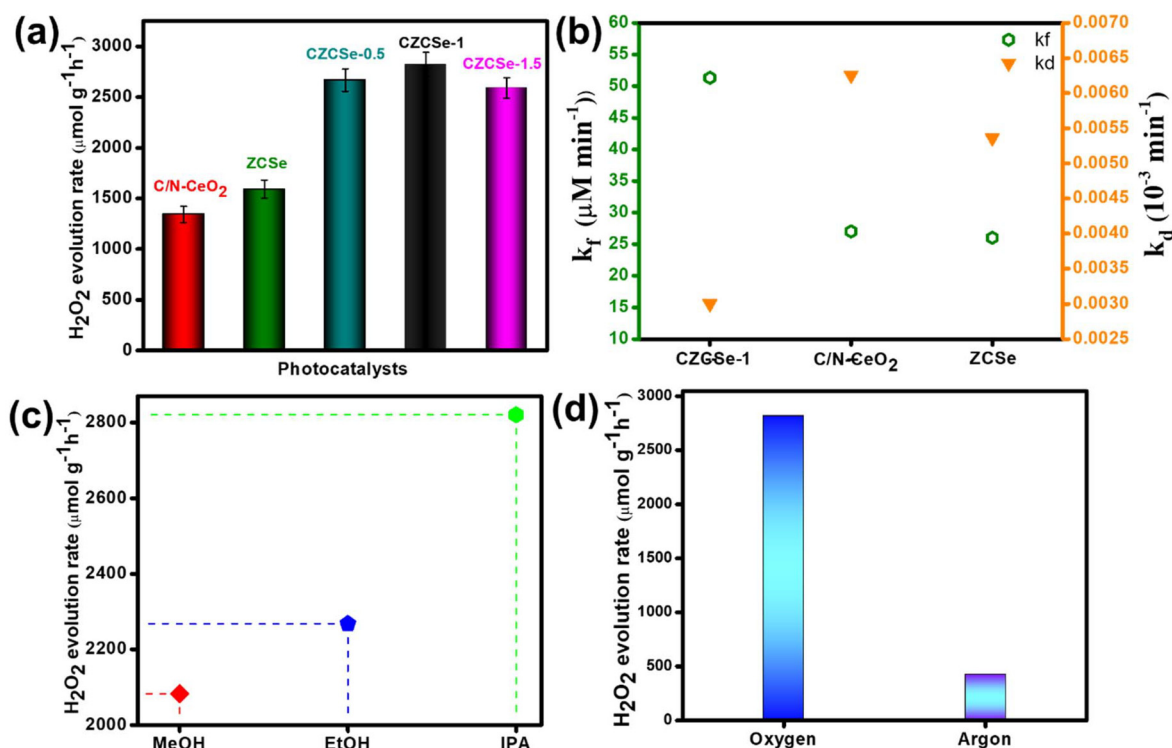 (a)
H₂O₂ evolution rate (μmol g⁻¹h⁻¹)
3000
2500
2000
1500
1000
500
0
C/N-CeO₂
ZCSe
CZCSe-0.5
CZCSe-1
CZCSe-1.5
Photocatalysts
(b)
k_f (μM min⁻¹))
60
55
50
45
40
35
30
25
20
15
10
kf
kd
0.0070
0.0065
0.0060
0.0055
0.0050
0.0045
0.0040
0.0035
0.0030
0.0025
k_d (10⁻³ min⁻¹)
CZCSe-1
C/N-CeO₂
ZCSe
(c)
H₂O₂ evolution rate (μmol g⁻¹h⁻¹)
2800
2600
2400
2200
2000
MeOH
EtOH
IPA
(d)
H₂O₂ evolution rate (μmol g⁻¹h⁻¹)
3000
2500
2000
1500
1000
500
0
Oxygen
Argon